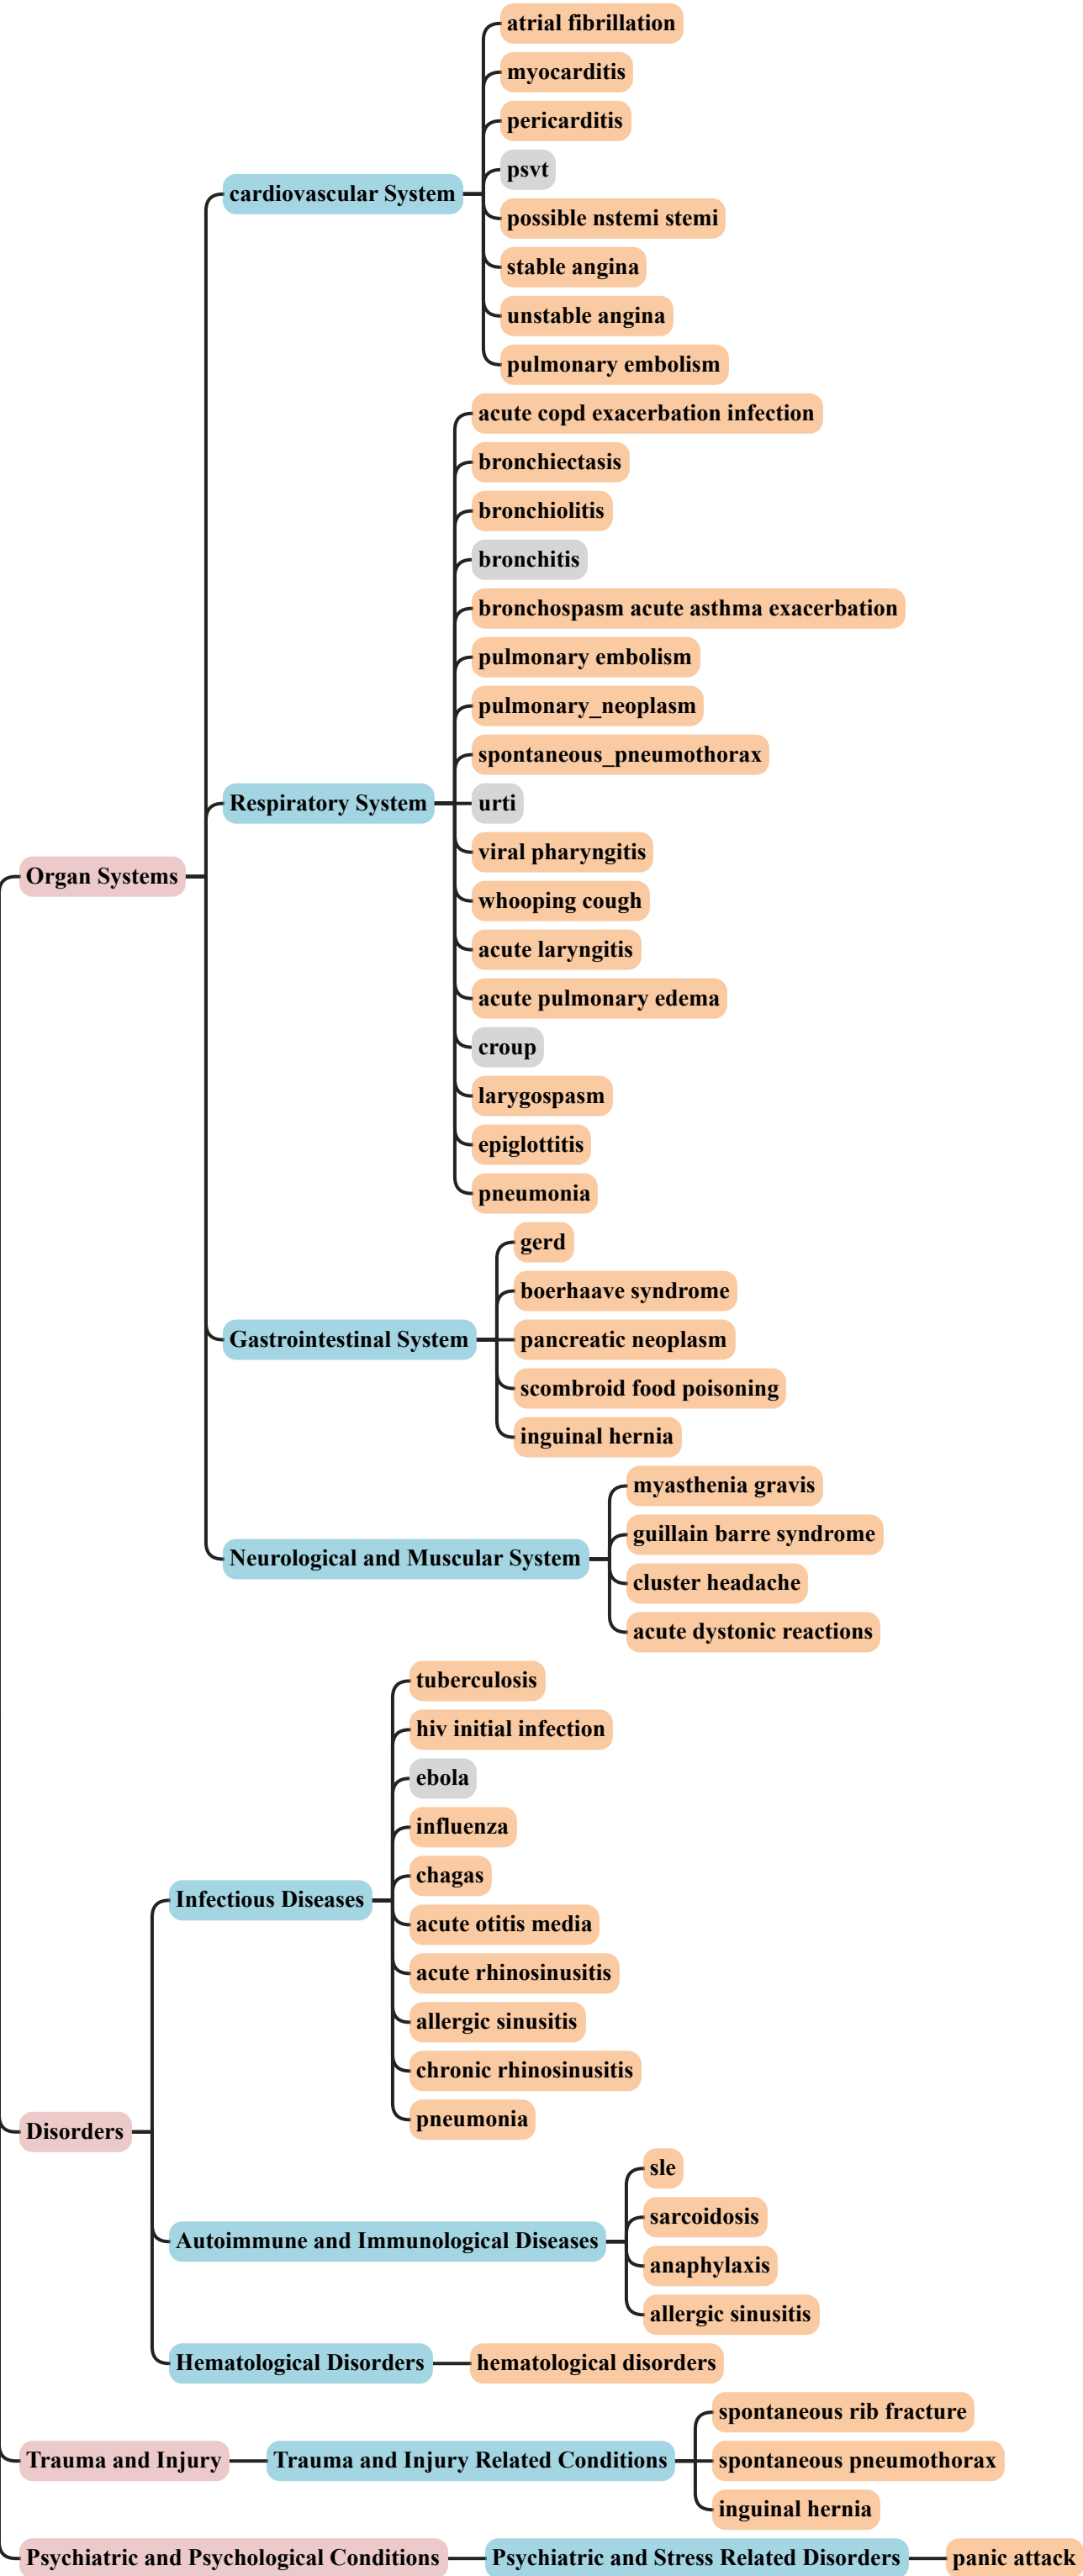 atrial fibrillation
myocarditis
pericarditis
psvt
cardiovascular System
possible nstemi stemi
stable angina
unstable angina
pulmonary embolism
acute copd exacerbation infection
bronchiectasis
bronchiolitis
bronchitis
bronchospasm acute asthma exacerbation
pulmonary embolism
pulmonary_neoplasm
spontaneous_pneumothorax
Respiratory System
urti
viral pharyngitis
Organ Systems
whooping cough
acute laryngitis
acute pulmonary edema
croup
larygospasm
epiglottitis
pneumonia
gerd
boerhaave syndrome
Gastrointestinal System
pancreatic neoplasm
scombroid food poisoning
inguinal hernia
myasthenia gravis
guillain barre syndrome
Neurological and Muscular System
cluster headache
acute dystonic reactions
tuberculosis
hiv initial infection
ebola
influenza
chagas
Infectious Diseases
acute otitis media
acute rhinosinusitis
allergic sinusitis
chronic rhinosinusitis
pneumonia
Disorders
sle
sarcoidosis
Autoimmune and Immunological Diseases
anaphylaxis
allergic sinusitis
Hematological Disorders
hematological disorders
spontaneous rib fracture
Trauma and Injury
Trauma and Injury Related Conditions
spontaneous pneumothorax
inguinal hernia
Psychiatric and Psychological Conditions
Psychiatric and Stress Related Disorders
panic attack